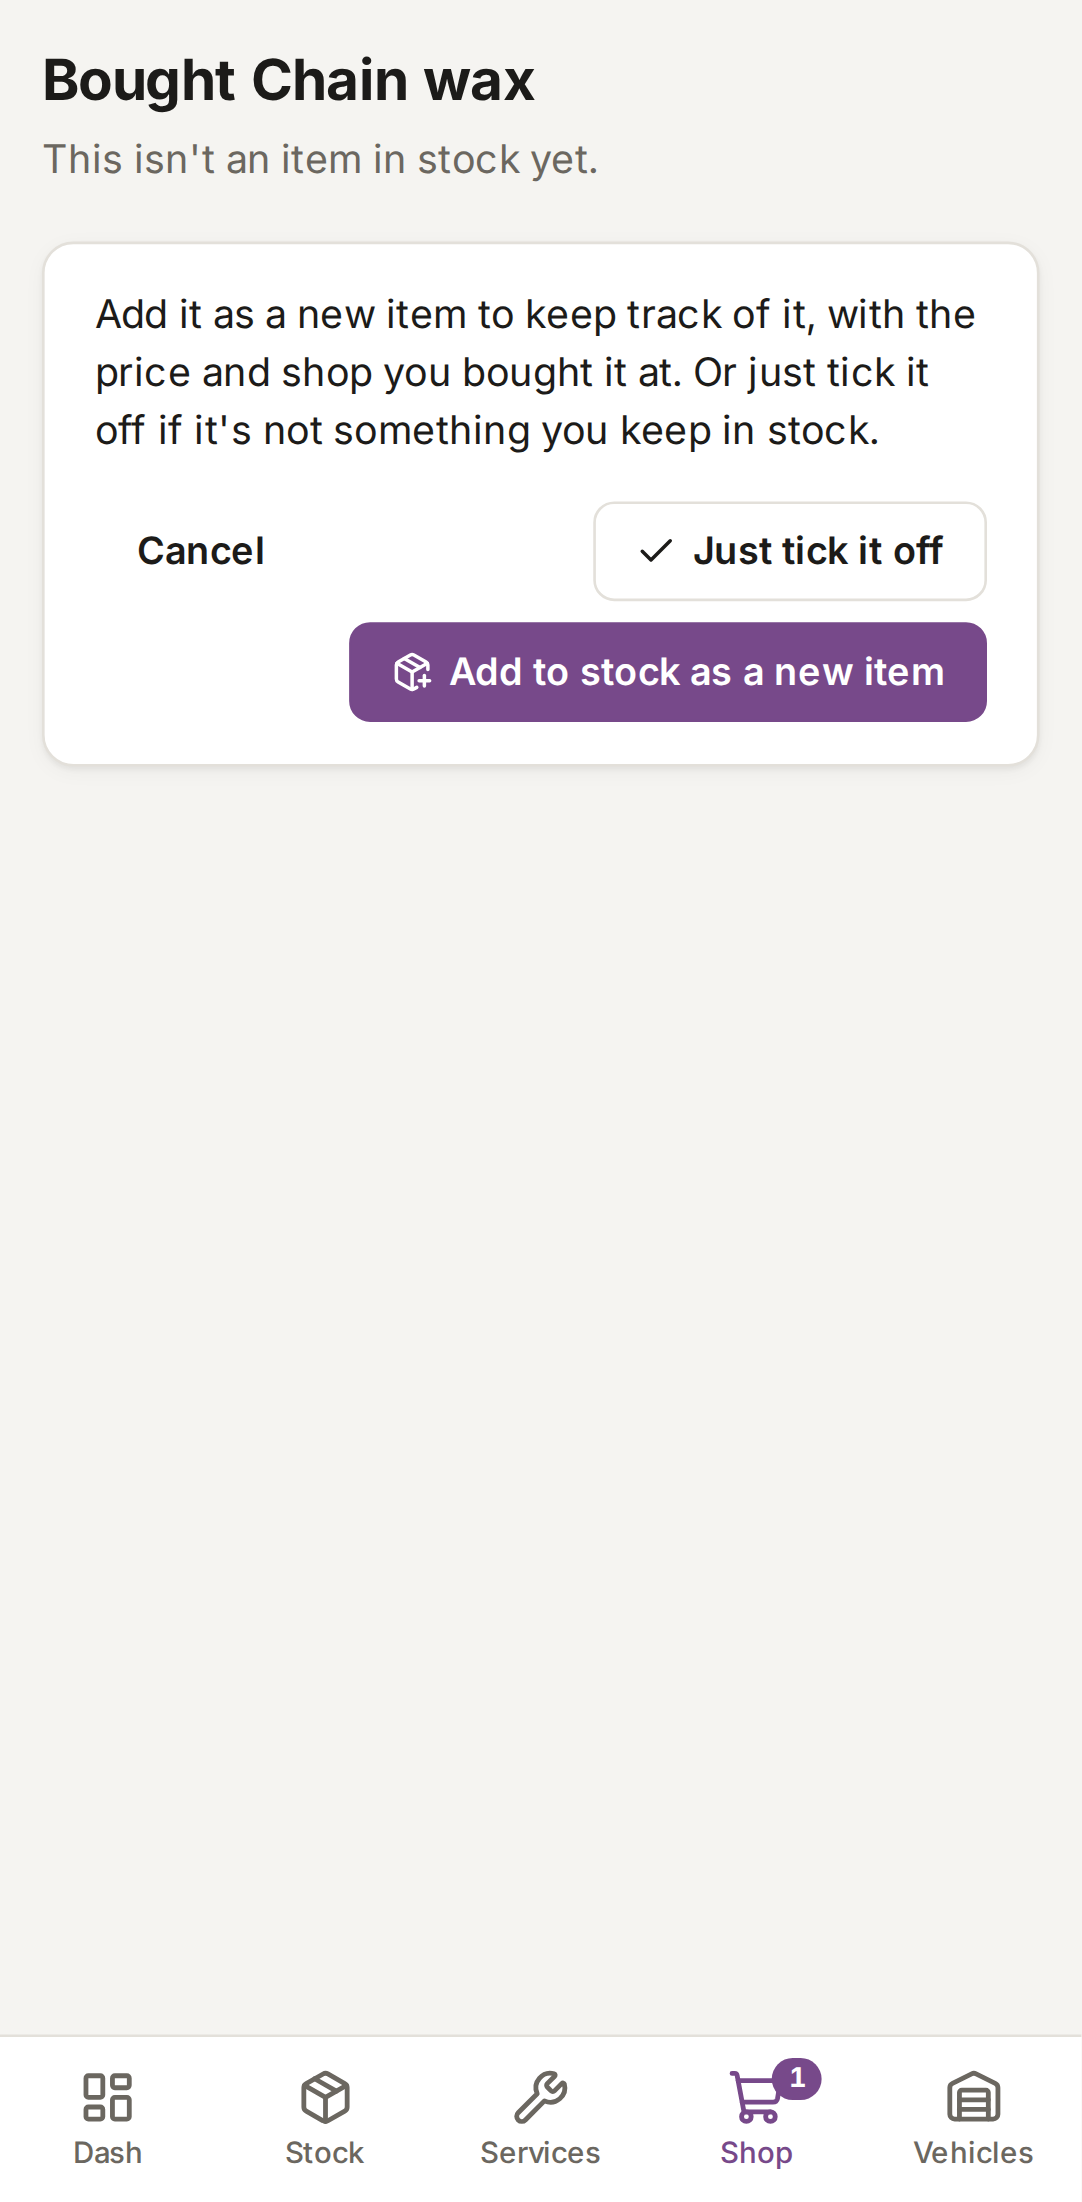 Bought Chain wax
This isn't an item in stock yet.
Add it as a new item to keep track of it, with the
price and shop you bought it at. Or just tick it
off if it's not something you keep in stock.
Cancel
Just tick it off
Add to stock as a new item
1
Dash
Stock
Services
Shop
Vehicles